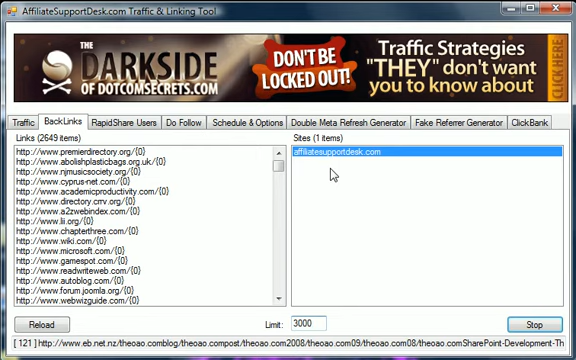 AffiliateSupportDesk.com Traffic & Linking Tool
THE DARKSIDE OF DOTCOMSECRETS.COM
DON'T BE LOCKED OUT!
Traffic Strategies
"THEY" don't want
you to know about
CLICK HERE
Traffic BackLinks RapidShare Users Do Follow Schedule & Options Double Meta Refresh Generator Fake Referrer Generator ClickBank
Links (2649 items)
http://www.premierdirectory.org/{0}
http://www.abolishplasticbags.org.uk/{0}
http://www.njmusicsociety.org/{0}
http://www.cyprus-net.com/{0}
http://www.academicproductivity.com/{0}
http://www.directory.crrv.org/{0}
http://www.a2zwebindex.com/{0}
http://www.lii.org/{0}
http://www.chapterthree.com/{0}
http://www.wiki.com/{0}
http://www.microsoft.com/{0}
http://www.gamespot.com/{0}
http://www.readwriteweb.com/{0}
http://www.autoblog.com/{0}
http://www.forum.joomla.org/{0}
http://www.webwizguide.com/{0}
Sites (1 items)
affiliatesupportdesk.com
Reload
Limit: 3000
Stop
[ 121 ] http://www.eb.net.nz/theoao.comblog/theoao.compost/theoao.com2008/theoao.com09/theoao.com08/theoao.comSharePoint-Development-Th